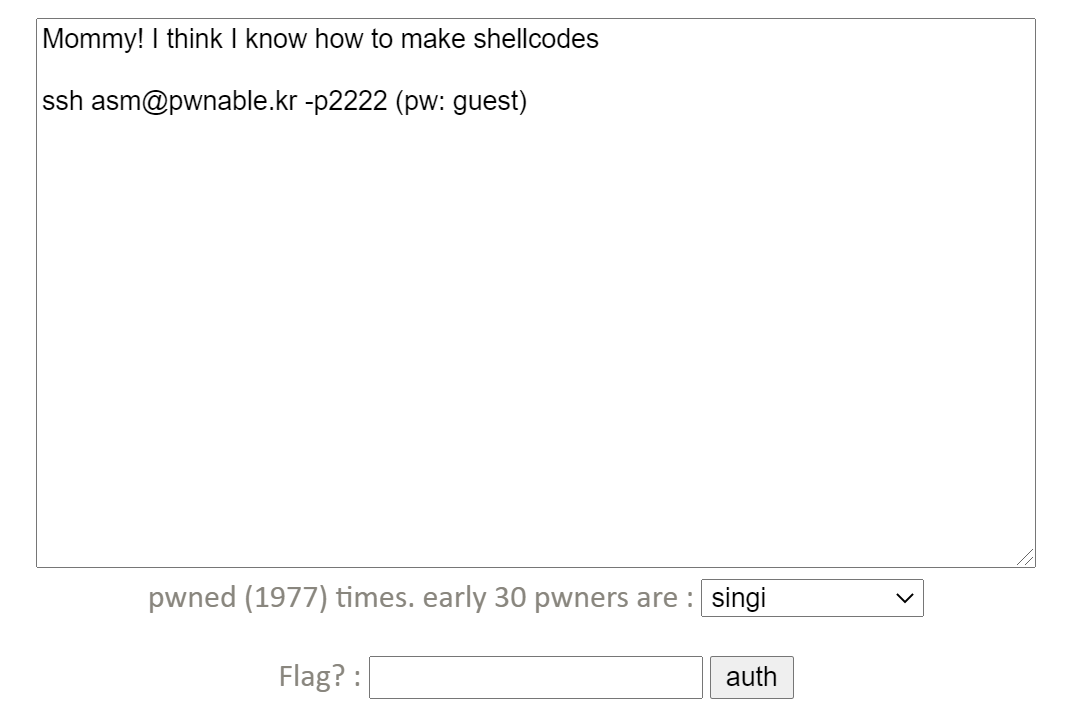 Mommy! I think I know how to make shellcodes
ssh asm@pwnable.kr -p2222 (pw: guest)
pwned (1977) times. early 30 pwners are : singi
Flag? : auth